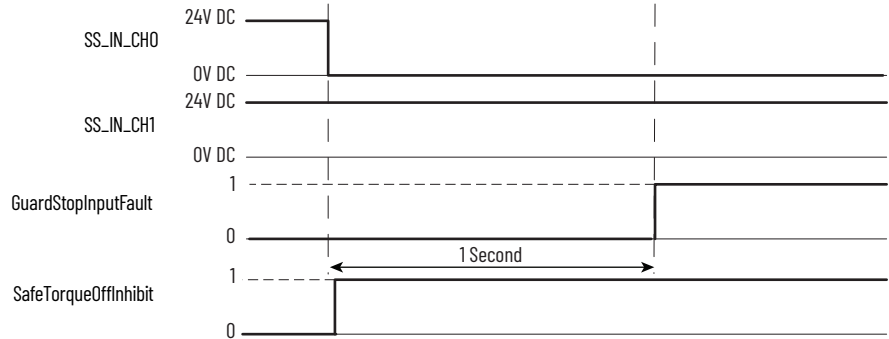 24V DC
SS_IN_CH0
0V DC
24V DC
SS_IN_CH1
0V DC
1
GuardStopInputFault
0
1 Second
1
SafeTorqueOffInhibit
0